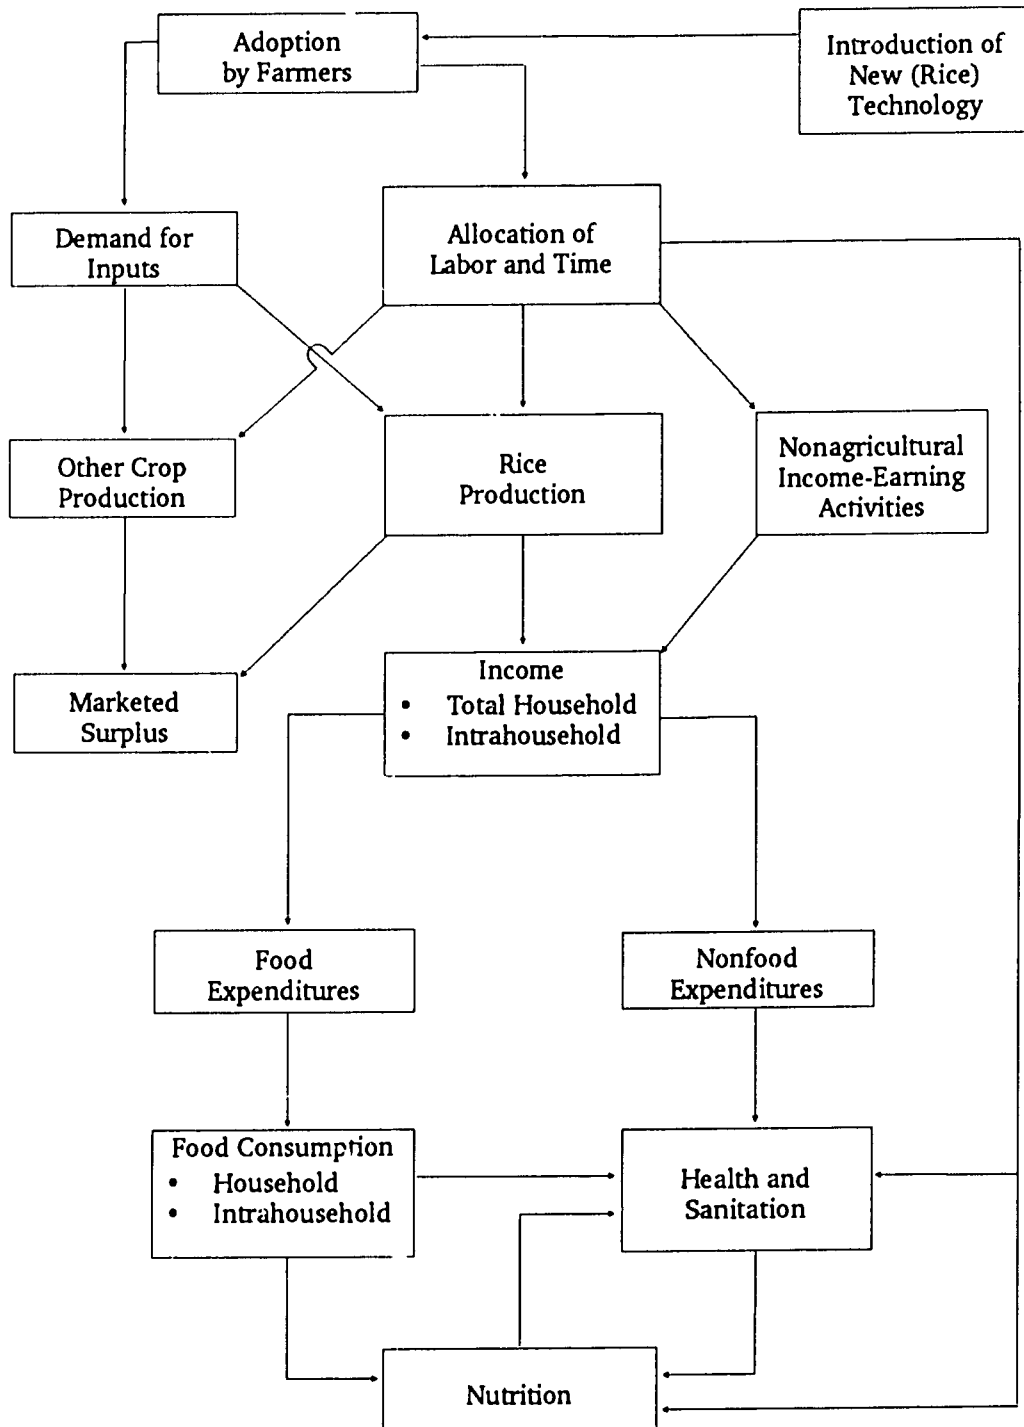 Adoption
by Farmers
Introduction of
New (Rice)
Technology
Demand for
Inputs
Allocation of
Labor and Time
Other Crop
Production
Rice
Production
Nonagricultural
Income-Earning
Activities
Marketed
Surplus
Income
• Total Household
• Intrahousehold
Food
Expenditures
Nonfood
Expenditures
Food Consumption
• Household
• Intrahousehold
Health and
Sanitation
Nutrition